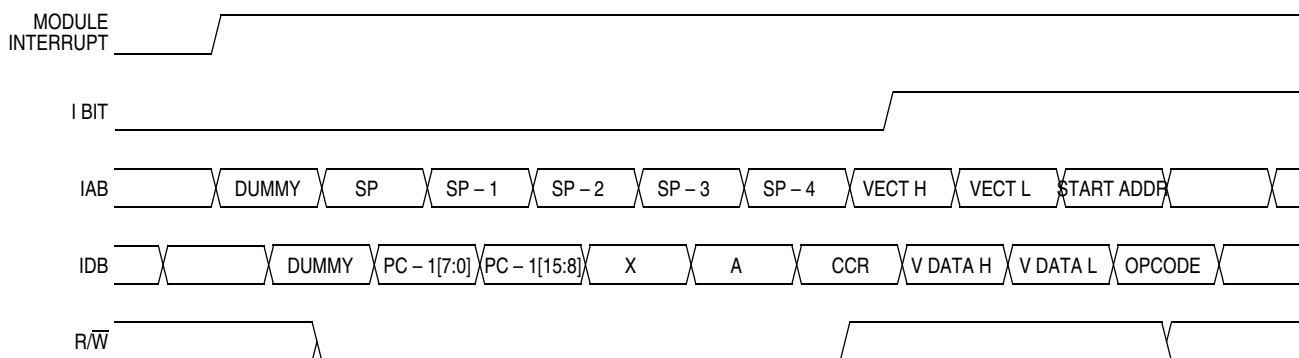 MODULE
INTERRUPT
I BIT
IAB DUMMY SP SP – 1 SP – 2 SP – 3 SP – 4 VECT H VECT L START ADDR
IDB DUMMY PC – 1[7:0] PC – 1[15:8] X A CCR V DATA H V DATA L OPCODE
R/W̅